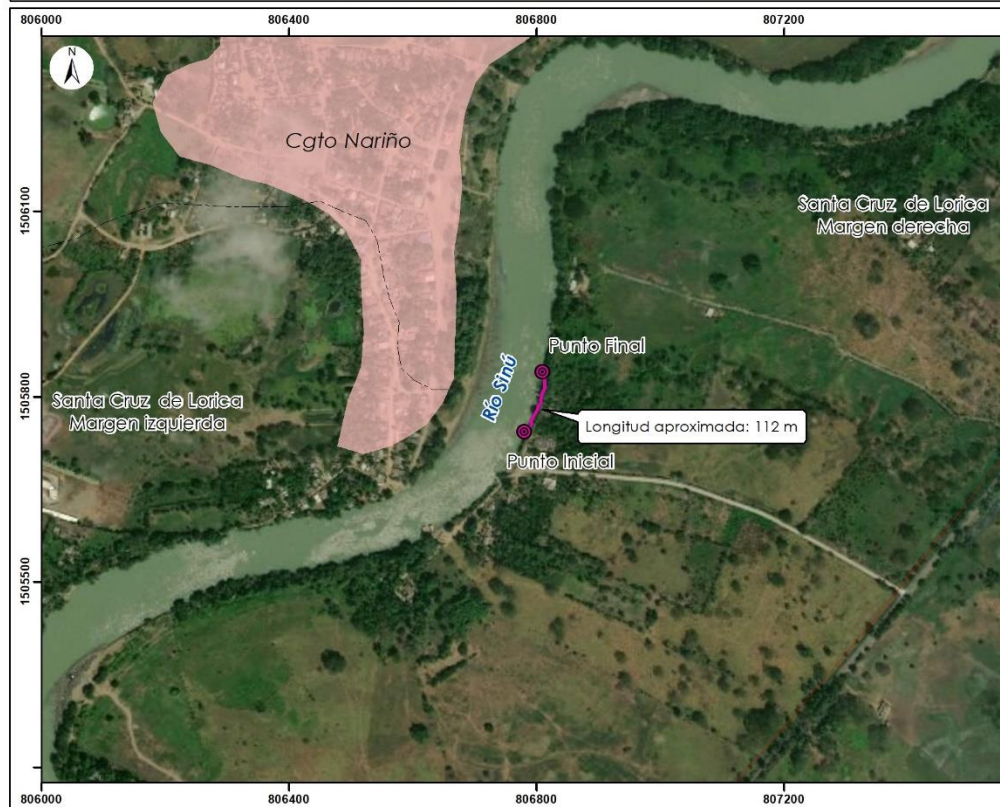 806000 806400 806800 807200
N
Cgto Nariño
1506100
Santa Cruz de Lorica
Margen derecha
Punto Final
Río Sinú
1505800
Santa Cruz de Lorica
Margen izquierda
Longitud aproximada: 112 m
Punto Inicial
1505500
806000 806400 806800 807200